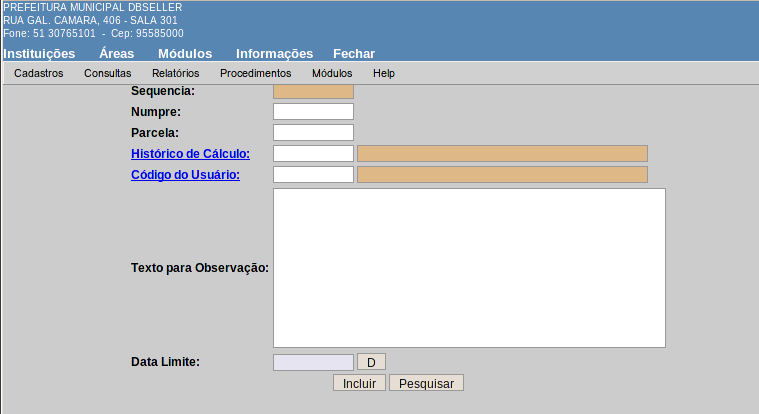 PREFEITURA MUNICIPAL DBSELLER
RUA GAL. CAMARA, 406 - SALA 301
Fone: 51 30765101 - Cep: 95585000
Instituições Áreas Módulos Informações Fechar
Cadastros Consultas Relatórios Procedimentos Módulos Help
Sequencia:
Numpre:
Parcela:
Histórico de Cálculo:
Código do Usuário:
Texto para Observação:
Data Limite: D
Incluir Pesquisar